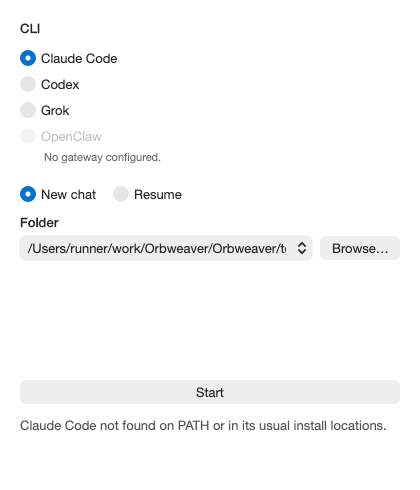 CLI
Claude Code
Codex
Grok
OpenClaw
No gateway configured.
New chat Resume
Folder
/Users/runner/work/Orbweaver/Orbweaver/te Browse...
Start
Claude Code not found on PATH or in its usual install locations.